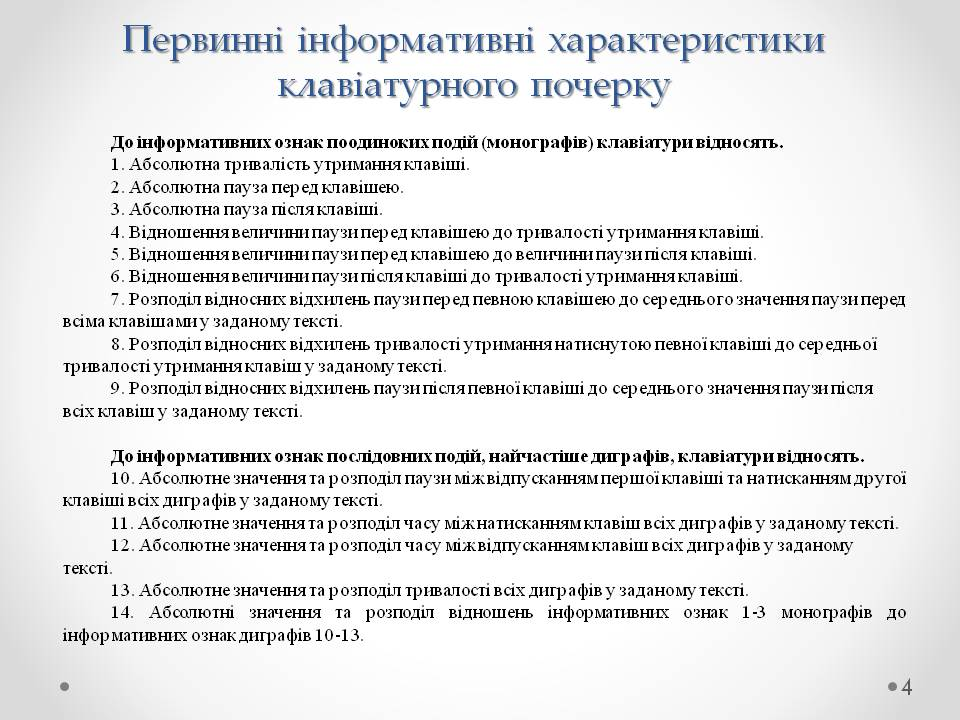 Первинні інформативні характеристики
клавіатурного почерку
До інформативних ознак поодиноких подій (монографів) клавіатури відносять.
1. Абсолютна тривалість утримання клавіші.
2. Абсолютна пауза перед клавішею.
3. Абсолютна пауза після клавіші.
4. Відношення величини паузи перед клавішею до тривалості утримання клавіші.
5. Відношення величини паузи перед клавішею до величини паузи після клавіші.
6. Відношення величини паузи після клавіші до тривалості утримання клавіші.
7. Розподіл відносних відхилень паузи перед певною клавішею до середнього значення паузи перед
всіма клавішами у заданому тексті.
8. Розподіл відносних відхилень тривалості утримання натиснутою певної клавіші до середньої
тривалості утримання клавіш у заданому тексті.
9. Розподіл відносних відхилень паузи після певної клавіші до середнього значення паузи після
всіх клавіш у заданому тексті.
До інформативних ознак послідовних подій, найчастіше диграфів, клавіатури відносять.
10. Абсолютне значення та розподіл паузи між відпусканням першої клавіші та натисканням другої
клавіші всіх диграфів у заданому тексті.
11. Абсолютне значення та розподіл часу між натисканням клавіш всіх диграфів у заданому тексті.
12. Абсолютне значення та розподіл часу між відпусканням клавіш всіх диграфів у заданому
тексті.
13. Абсолютне значення та розподіл тривалості всіх диграфів у заданому тексті.
14. Абсолютні значення та розподіл відношень інформативних ознак 1-3 монографів до
інформативних ознак диграфів 10-13.
4